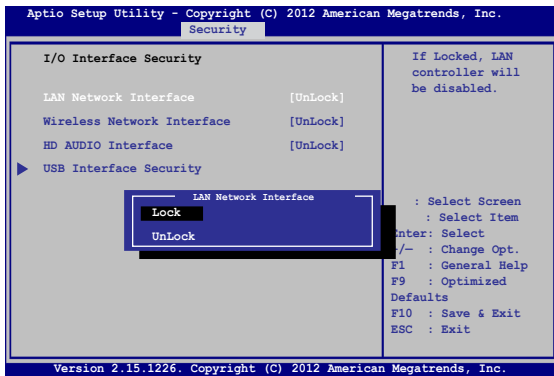 Aptio Setup Utility - Copyright (C) 2012 American Megatrends, Inc.
Security
I/O Interface Security
LAN Network Interface [UnLock]
Wireless Network Interface [UnLock]
HD AUDIO Interface [UnLock]
USB Interface Security
If Locked, LAN
controller will
be disabled.
LAN Network Interface
Lock
UnLock
: Select Screen
: Select Item
Enter: Select
+/— : Change Opt.
F1 : General Help
F9 : Optimized
Defaults
F10 : Save & Exit
ESC : Exit
Version 2.15.1226. Copyright (C) 2012 American Megatrends, Inc.